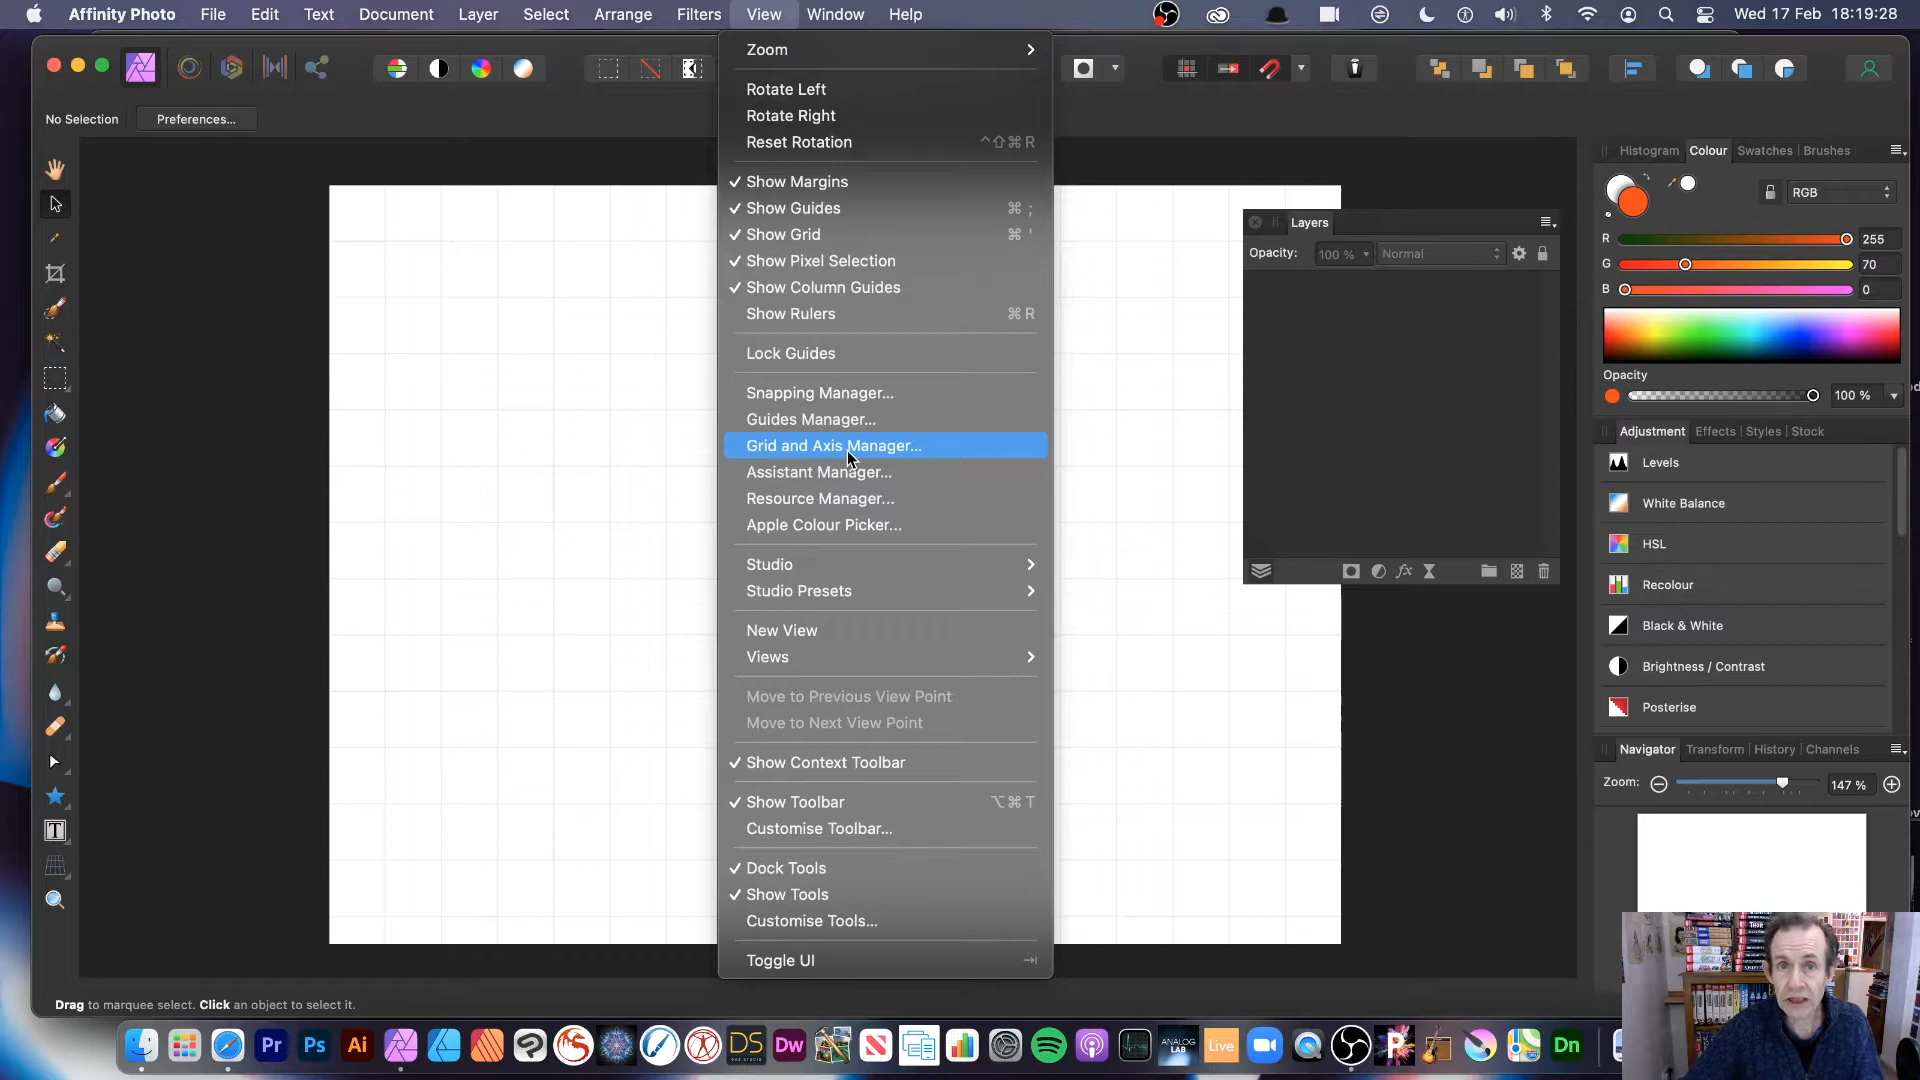 Affinity Photo File Edit Text Document Layer Select Arrange Filters View Window Help Wed 17 Feb 18:19:28
No Selection Preferences...
Zoom
Rotate Left
Rotate Right
Reset Rotation ^⇧⌘R
✓ Show Margins
✓ Show Guides ⌘ ;
✓ Show Grid ⌘ '
✓ Show Pixel Selection
✓ Show Column Guides
Show Rulers ⌘R
Lock Guides
Snapping Manager...
Guides Manager...
Grid and Axis Manager...
Assistant Manager...
Resource Manager...
Apple Colour Picker...
Studio
Studio Presets
New View
Views
Move to Previous View Point
Move to Next View Point
✓ Show Context Toolbar
✓ Show Toolbar ⌥⌘T
Customise Toolbar...
✓ Dock Tools
✓ Show Tools
Customise Tools...
Toggle UI
Layers
Opacity: 100 % Normal
Histogram Colour Swatches Brushes
RGB
R 255
G 70
B 0
Opacity
100 %
Adjustment Effects Styles Stock
Levels
White Balance
HSL
Recolour
Black & White
Brightness / Contrast
Posterise
Navigator Transform History Channels
Zoom: 147 %
Drag to marquee select. Click an object to select it.
Pr Ps Ai DS Dw ANALOG LAB Live P Dn